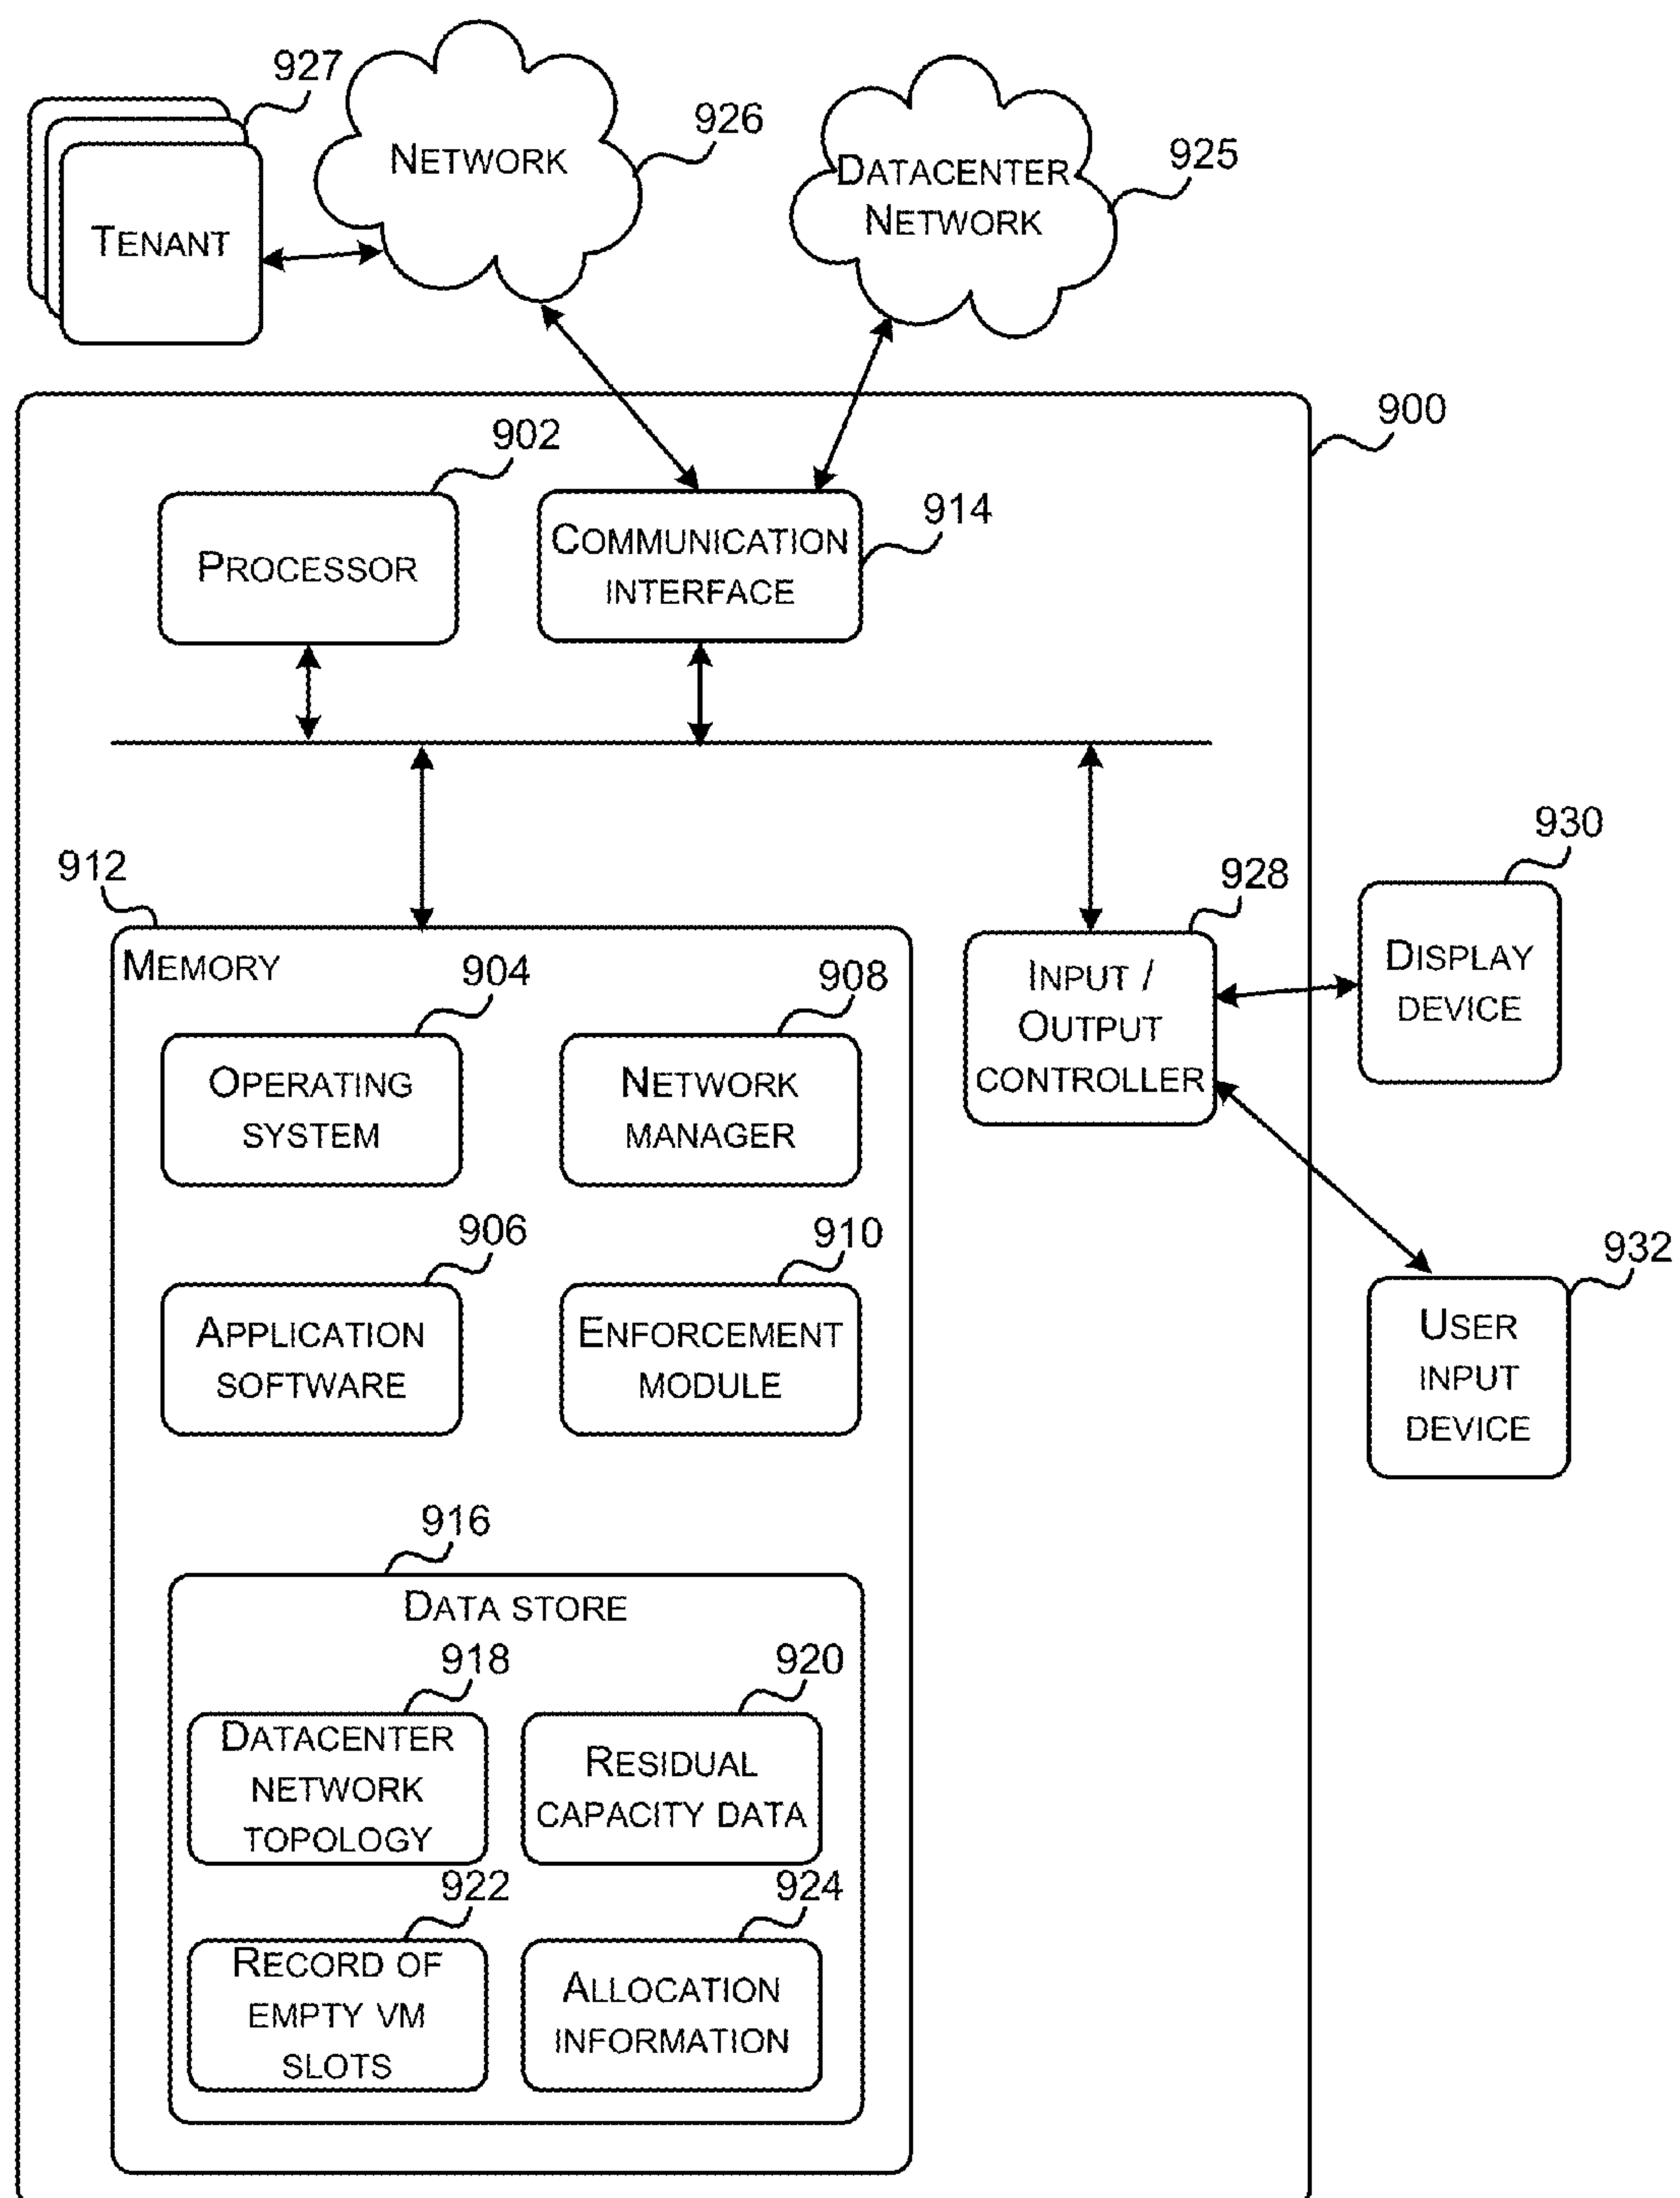 927
926
925
NETWORK
DATACENTER
NETWORK
TENANT
900
902
914
PROCESSOR
COMMUNICATION
INTERFACE
930
912
928
MEMORY
904
908
INPUT /
OUTPUT
CONTROLLER
DISPLAY
DEVICE
OPERATING
SYSTEM
NETWORK
MANAGER
906
910
932
APPLICATION
SOFTWARE
ENFORCEMENT
MODULE
USER
INPUT
DEVICE
916
DATA STORE
918
920
DATACENTER
NETWORK
TOPOLOGY
RESIDUAL
CAPACITY DATA
922
924
RECORD OF
EMPTY VM
SLOTS
ALLOCATION
INFORMATION